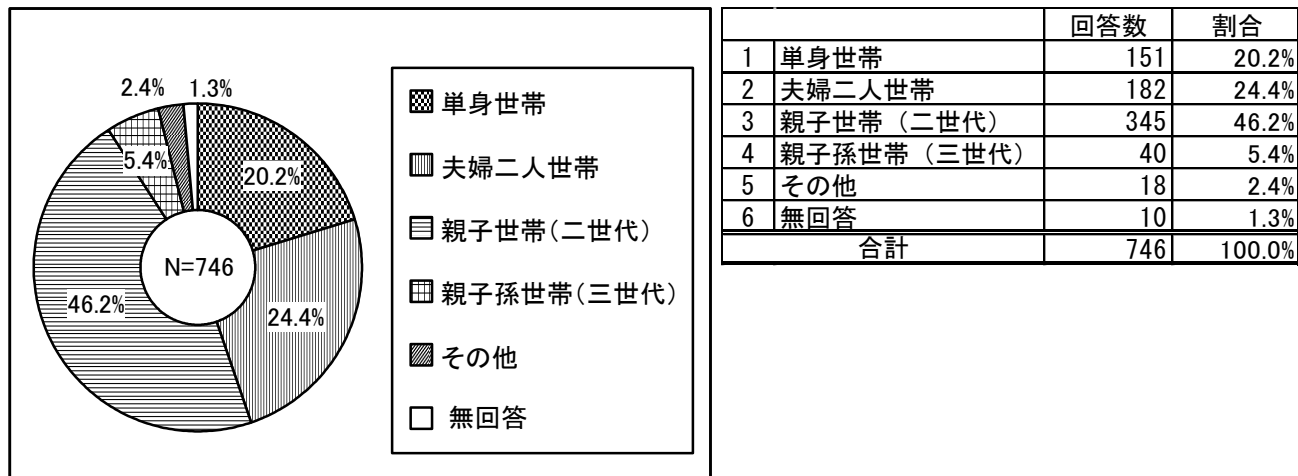 2.4%
1.3%
5.4%
20.2%
N=746
46.2%
24.4%
単身世帯
夫婦二人世帯
親子世帯(二世代)
親子孫世帯(三世代)
その他
無回答
回答数 割合
1 単身世帯 151 20.2%
2 夫婦二人世帯 182 24.4%
3 親子世帯（二世代） 345 46.2%
4 親子孫世帯（三世代） 40 5.4%
5 その他 18 2.4%
6 無回答 10 1.3%
合計 746 100.0%